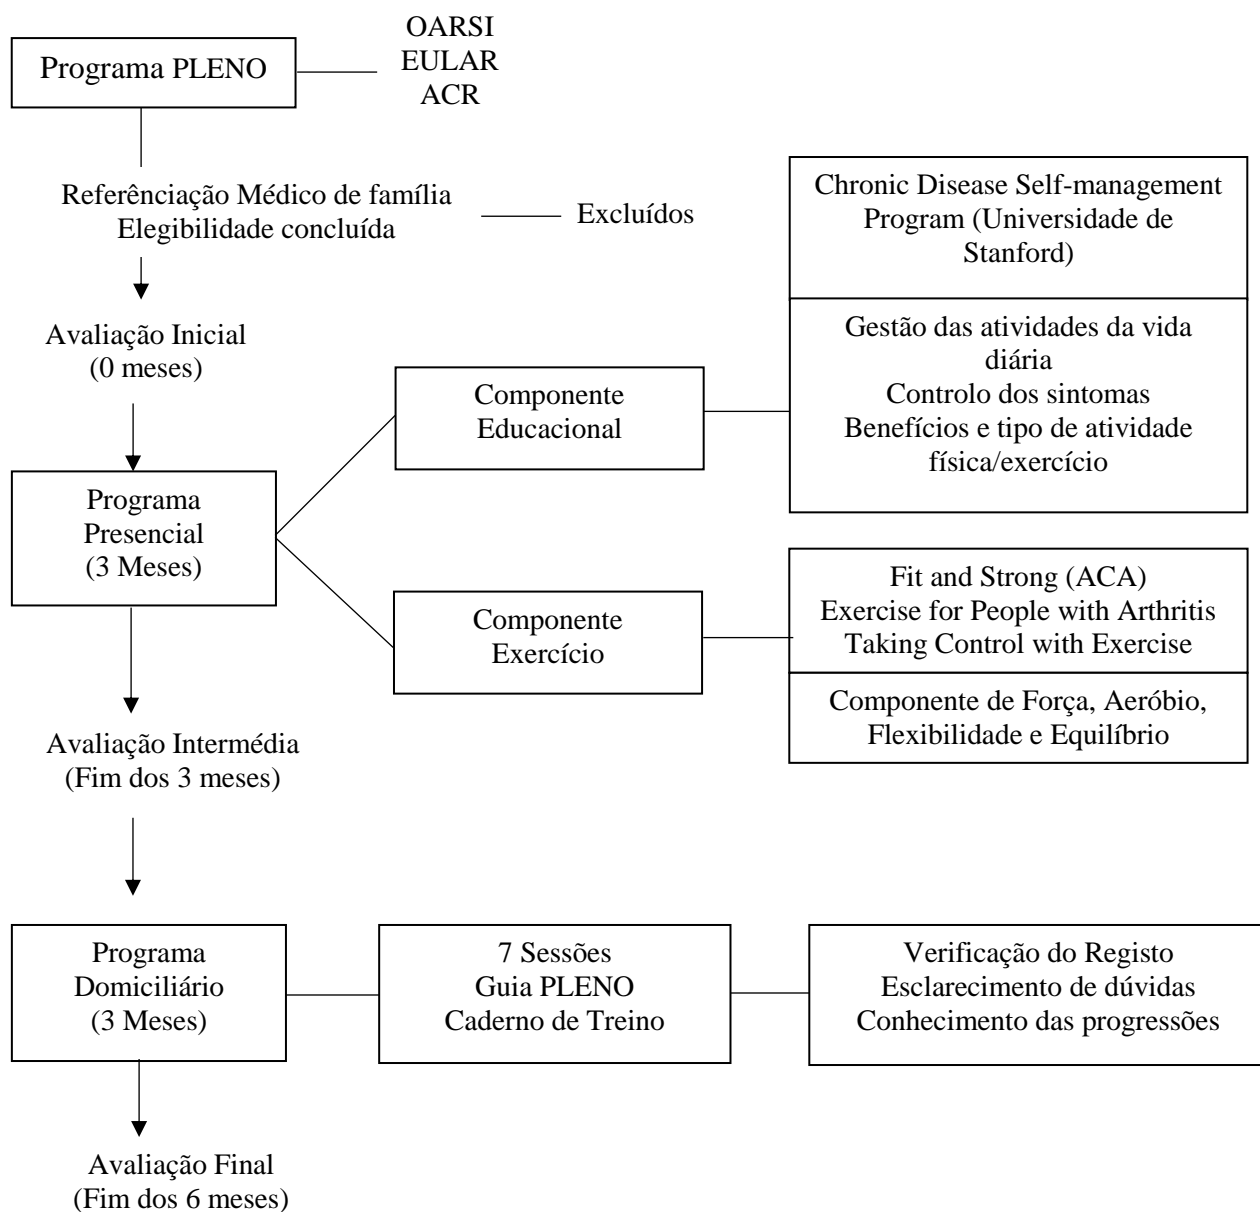 OARSI
EULAR
ACR
Programa PLENO
Referênciação Médico de família
Elegibilidade concluída
Excluídos
Avaliação Inicial
(0 meses)
Programa
Presencial
(3 Meses)
Componente
Educacional
Chronic Disease Self-management
Program (Universidade de
Stanford)
Gestão das atividades da vida
diária
Controlo dos sintomas
Benefícios e tipo de atividade
física/exercício
Componente
Exercício
Fit and Strong (ACA)
Exercise for People with Arthritis
Taking Control with Exercise
Componente de Força, Aeróbio,
Flexibilidade e Equilíbrio
Avaliação Intermédia
(Fim dos 3 meses)
Programa
Domiciliário
(3 Meses)
7 Sessões
Guia PLENO
Caderno de Treino
Verificação do Registo
Esclarecimento de dúvidas
Conhecimento das progressões
Avaliação Final
(Fim dos 6 meses)